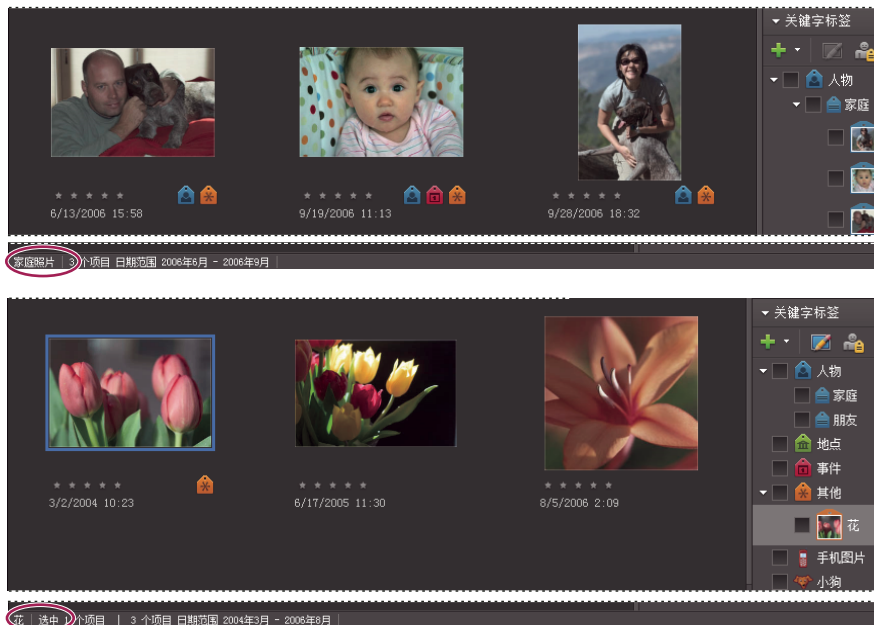 关键字标签
人物
家庭
6/13/2006 15:58
9/19/2006 11:13
9/28/2006 18:32
家庭照片 | 3 个项目 日期范围 2006年6月 - 2006年9月
关键字标签
人物
家庭
朋友
地点
事件
其他
花
手机图片
小狗
3/2/2004 10:23
6/17/2005 11:30
8/5/2006 2:09
花 | 选中 1 个项目 | 3 个项目 日期范围 2004年3月 - 2006年8月